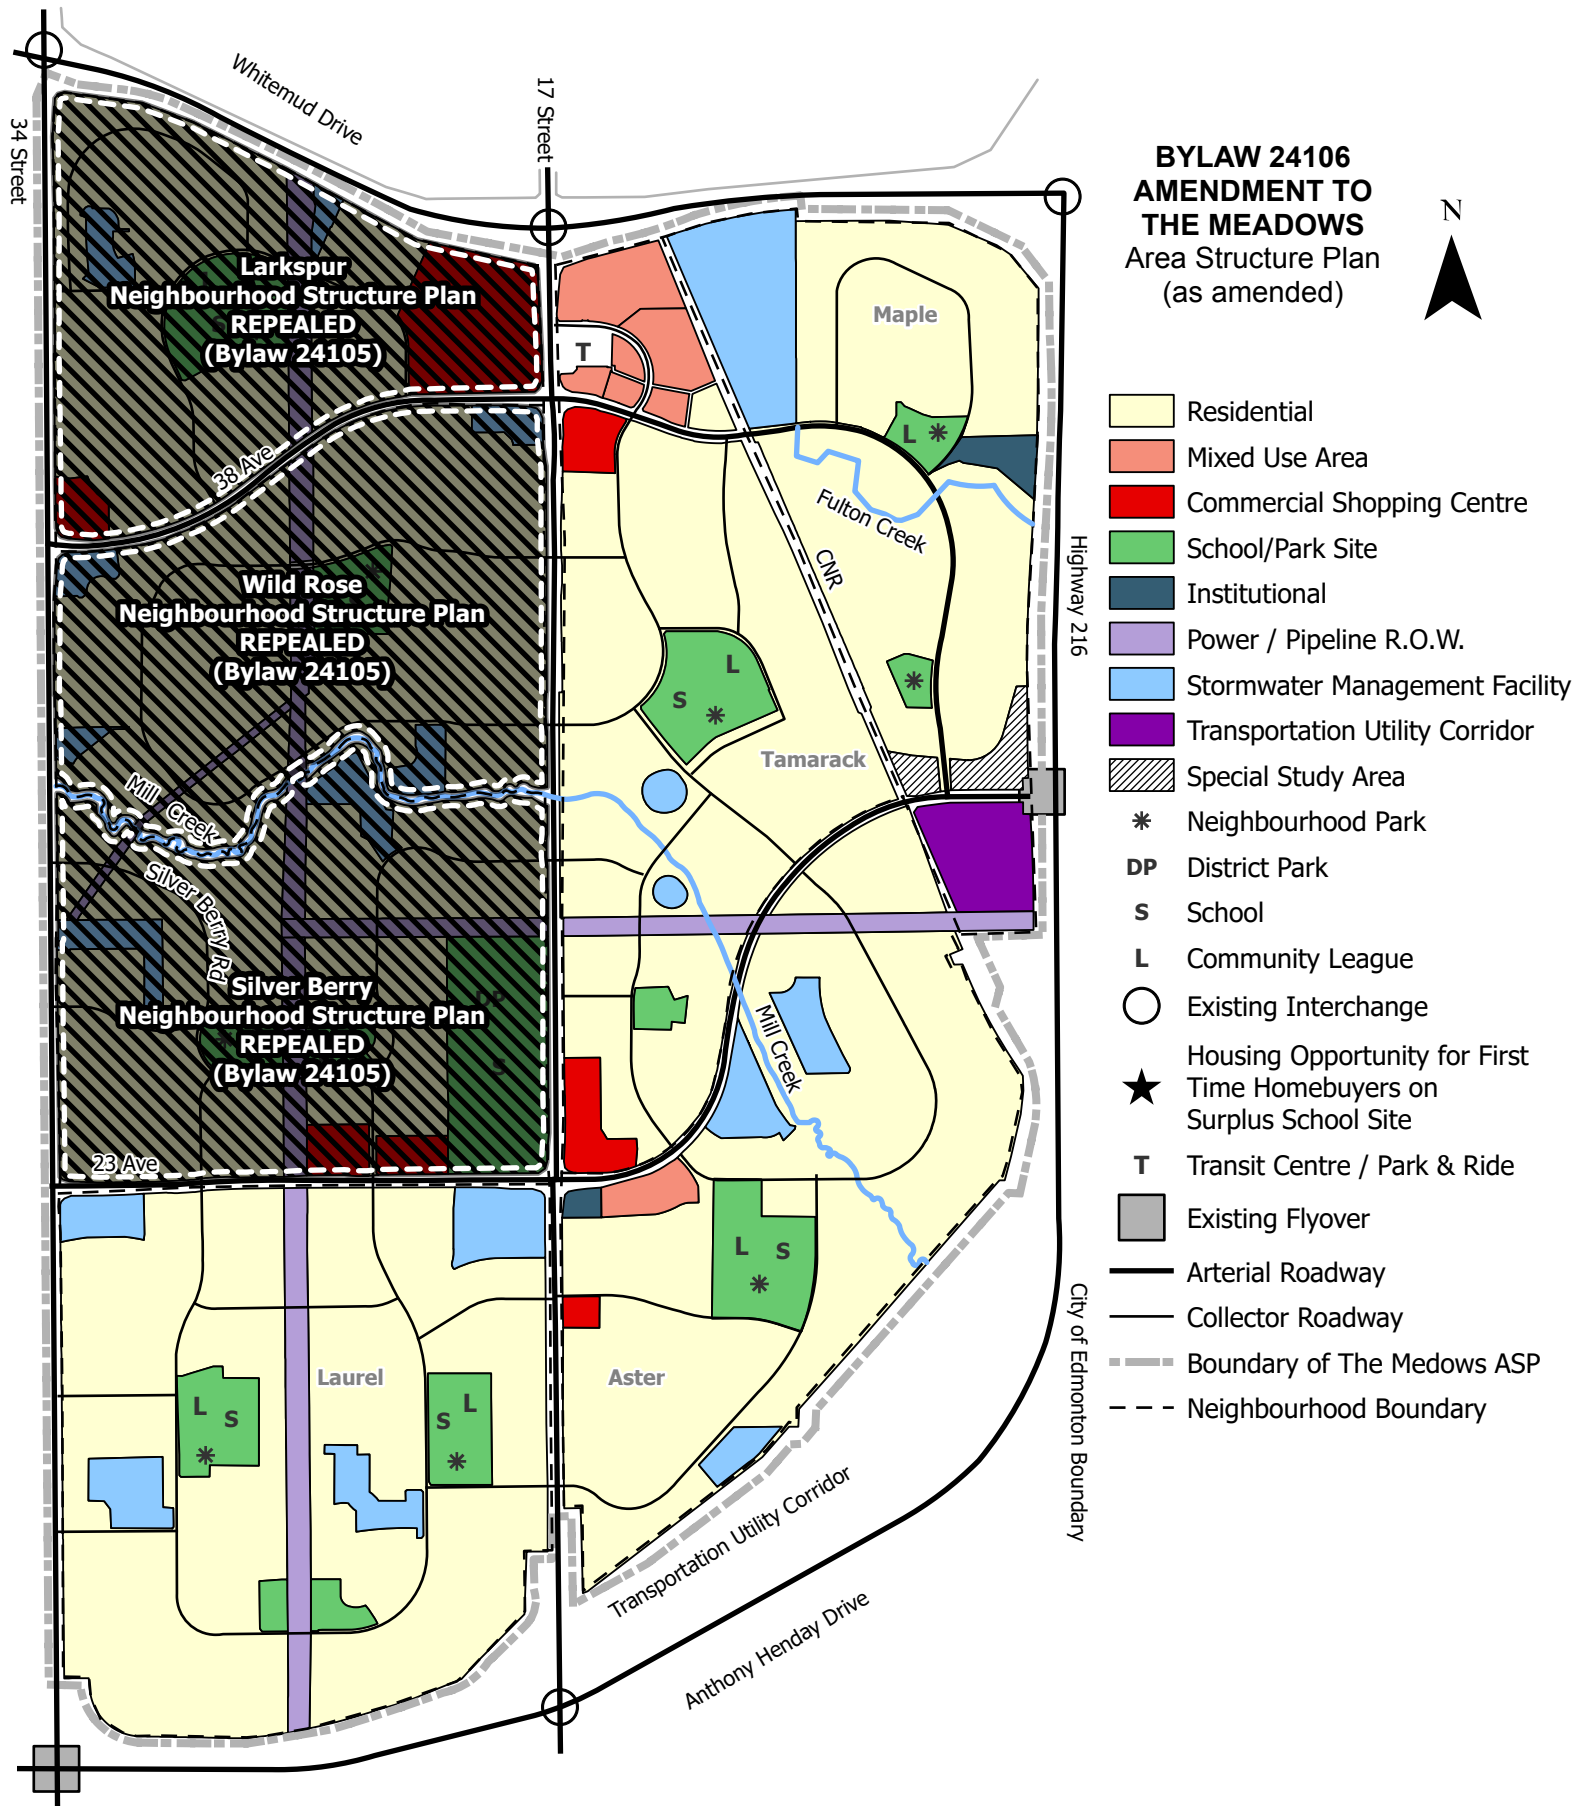 BYLAW 24106
AMENDMENT TO
THE MEADOWS
Area Structure Plan
(as amended)
N
Whitemud Drive
34 Street
17 Street
Larkspur
Neighbourhood Structure Plan
REPEALED
(Bylaw 24105)
T
Maple
L
38 Ave
Fulton Creek
CNR
Highway 216
Wild Rose
Neighbourhood Structure Plan
REPEALED
(Bylaw 24105)
L
S
Tamarack
Mill Creek
Silver Berry Rd
Silver Berry
Neighbourhood Structure Plan
REPEALED
(Bylaw 24105)
DP
S
Mill Creek
23 Ave
L
S
Laurel
Aster
L
S
L
S
City of Edmonton Boundary
Transportation Utility Corridor
Anthony Henday Drive
Residential
Mixed Use Area
Commercial Shopping Centre
School/Park Site
Institutional
Power / Pipeline R.O.W.
Stormwater Management Facility
Transportation Utility Corridor
Special Study Area
Neighbourhood Park
DP District Park
S School
L Community League
Existing Interchange
Housing Opportunity for First
Time Homebuyers on
Surplus School Site
T Transit Centre / Park & Ride
Existing Flyover
Arterial Roadway
Collector Roadway
Boundary of The Medows ASP
Neighbourhood Boundary